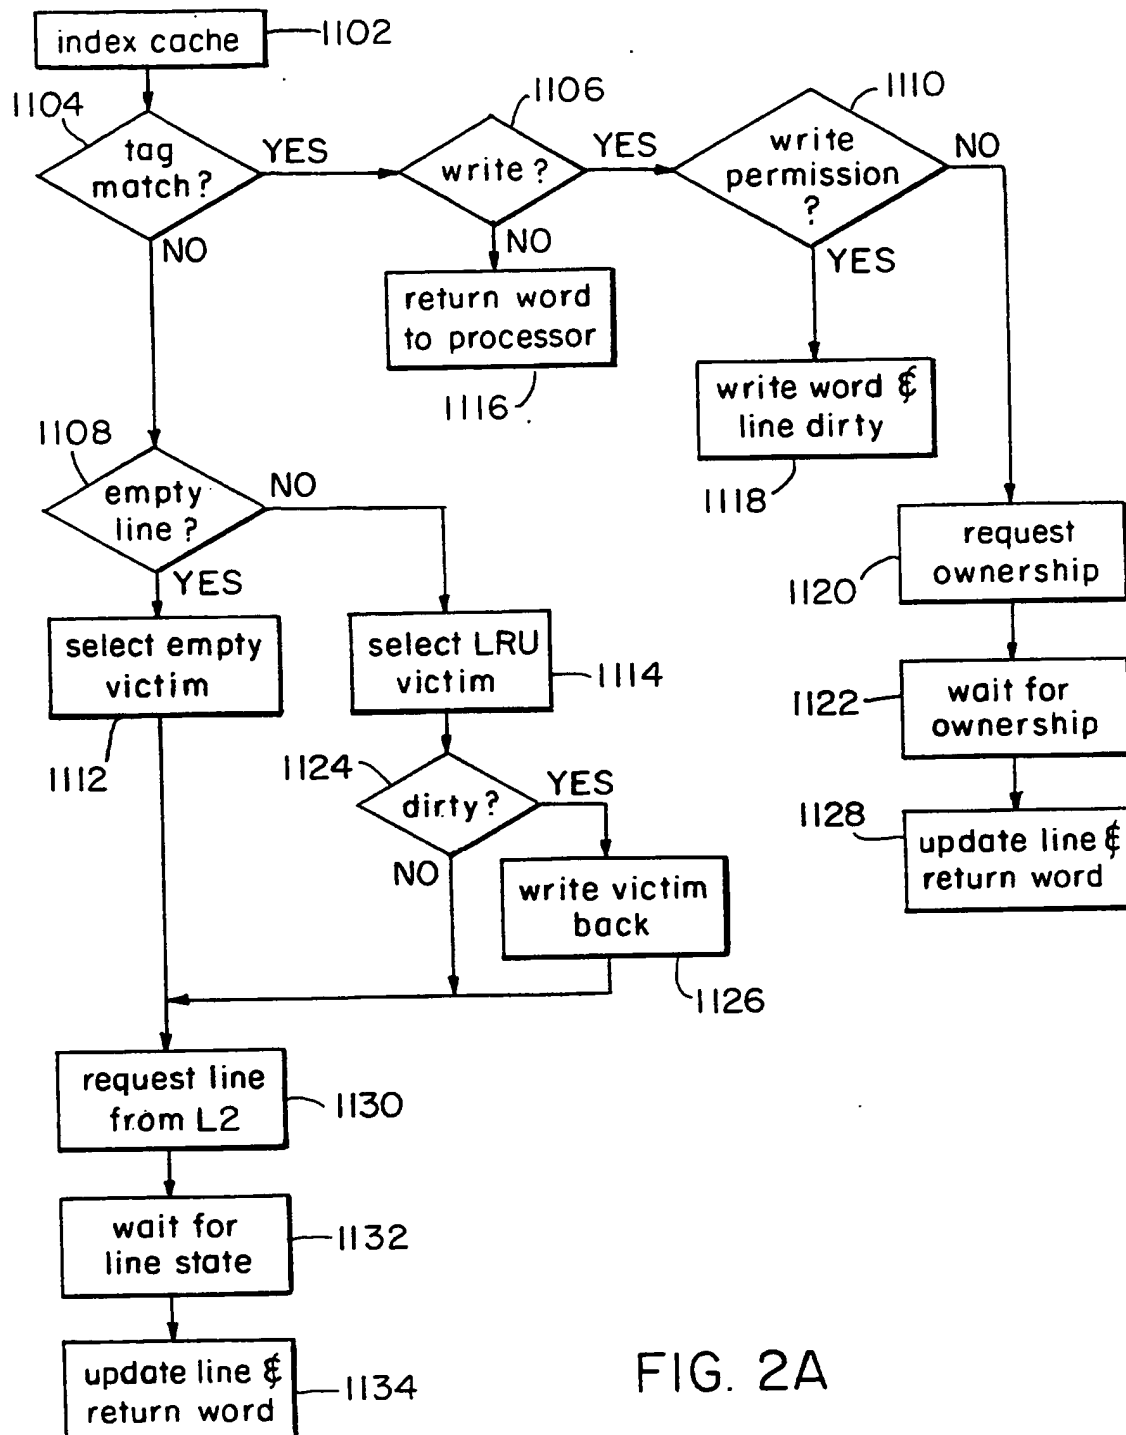 index cache
1102
1104
tag
match?
YES
NO
1106
write?
YES
NO
1110
write
permission
?
NO
YES
return word
to processor
1116
write word &
line dirty
1118
1108
empty
line?
NO
YES
request
ownership
1120
select empty
victim
1112
select LRU
victim
1114
wait for
ownership
1122
1124
dirty?
YES
NO
1128
update line &
return word
write victim
back
1126
request line
from L2
1130
wait for
line state
1132
update line &
return word
1134
FIG. 2A